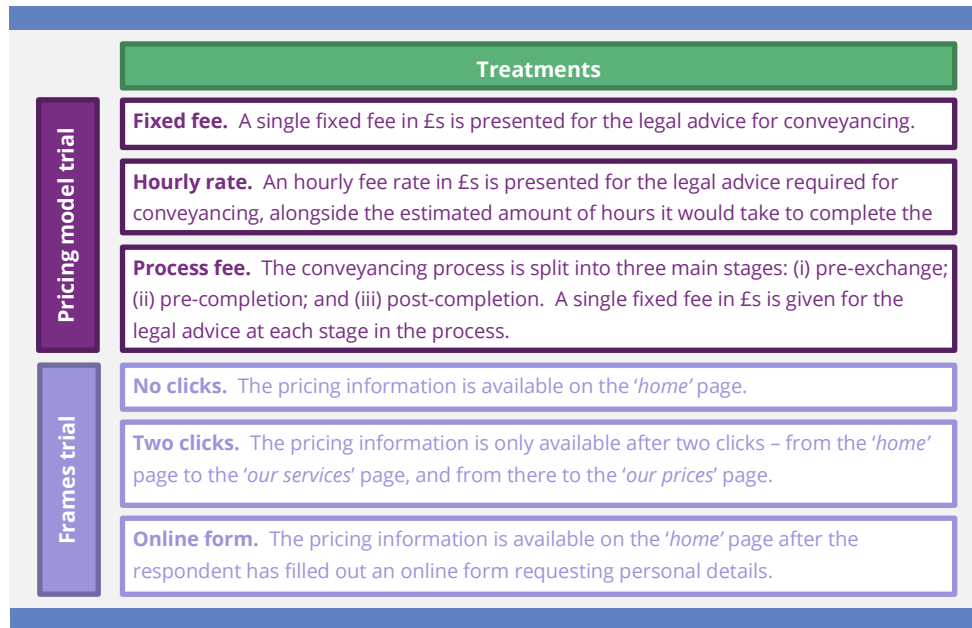 Treatments
Pricing model trial
Fixed fee.  A single fixed fee in £s is presented for the legal advice for conveyancing.
Hourly rate.  An hourly fee rate in £s is presented for the legal advice required for
conveyancing, alongside the estimated amount of hours it would take to complete the
Process fee.  The conveyancing process is split into three main stages: (i) pre-exchange;
(ii) pre-completion; and (iii) post-completion.  A single fixed fee in £s is given for the
legal advice at each stage in the process.
Frames trial
No clicks.  The pricing information is available on the ‘home’ page.
Two clicks.  The pricing information is only available after two clicks – from the ‘home’
page to the ‘our services’ page, and from there to the ‘our prices’ page.
Online form.  The pricing information is available on the ‘home’ page after the
respondent has filled out an online form requesting personal details.